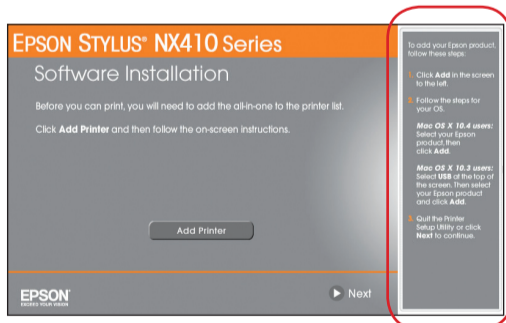 EPSON STYLUS® NX410 Series
Software Installation
Before you can print, you will need to add the all-in-one to the printer list.
Click Add Printer and then follow the on-screen instructions.
Add Printer
EPSON®
EXCEED YOUR VISION
Next
To add your Epson product,
follow these steps:
1. Click Add in the screen
to the left.
2. Follow the steps for
your OS.
Mac OS X 10.4 users:
Select your Epson
product, then
click Add.
Mac OS X 10.3 users:
Select USB at the top of
the screen. Then select
your Epson product
and click Add.
3. Quit the Printer
Setup Utility or click
Next to continue.